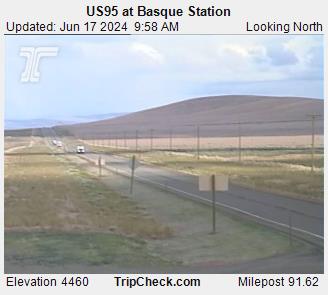 US95 at Basque Station
Updated: Jun 17 2024 9:58 AM Looking North
Elevation 4460 TripCheck.com Milepost 91.62